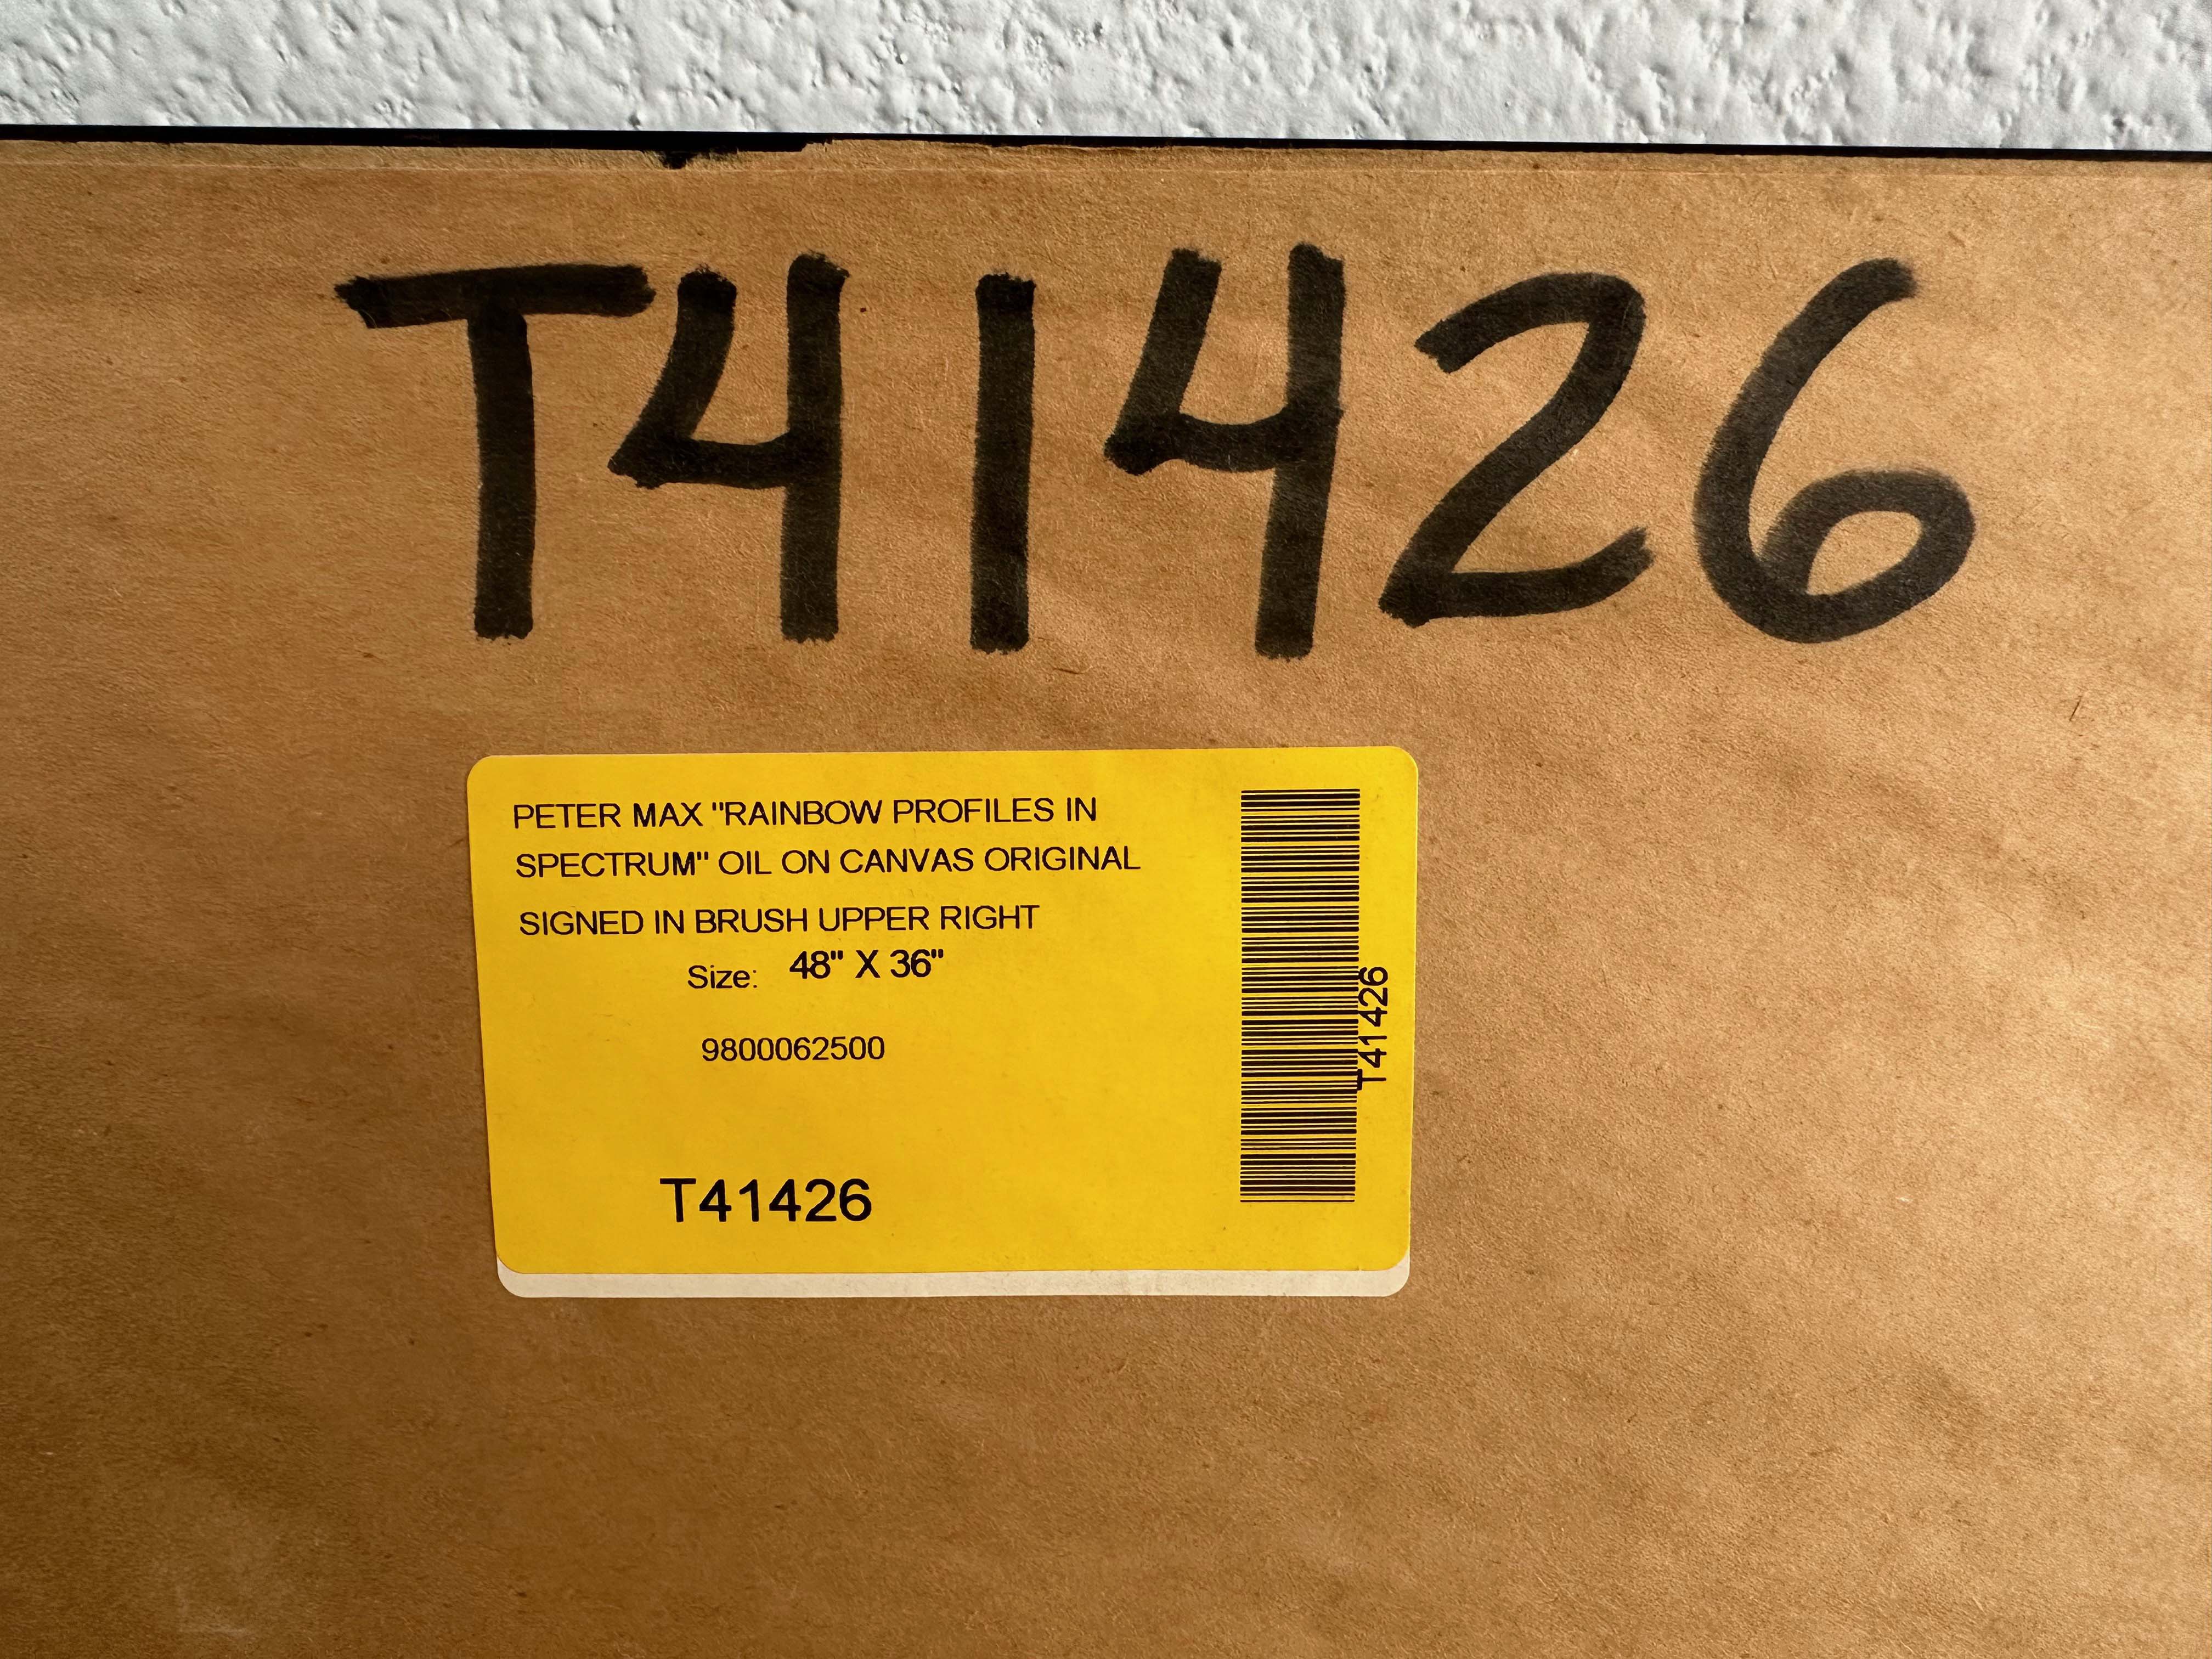 T41426
PETER MAX "RAINBOW PROFILES IN
SPECTRUM" OIL ON CANVAS ORIGINAL
SIGNED IN BRUSH UPPER RIGHT
Size: 48" X 36"
9800062500
T41426
T41426